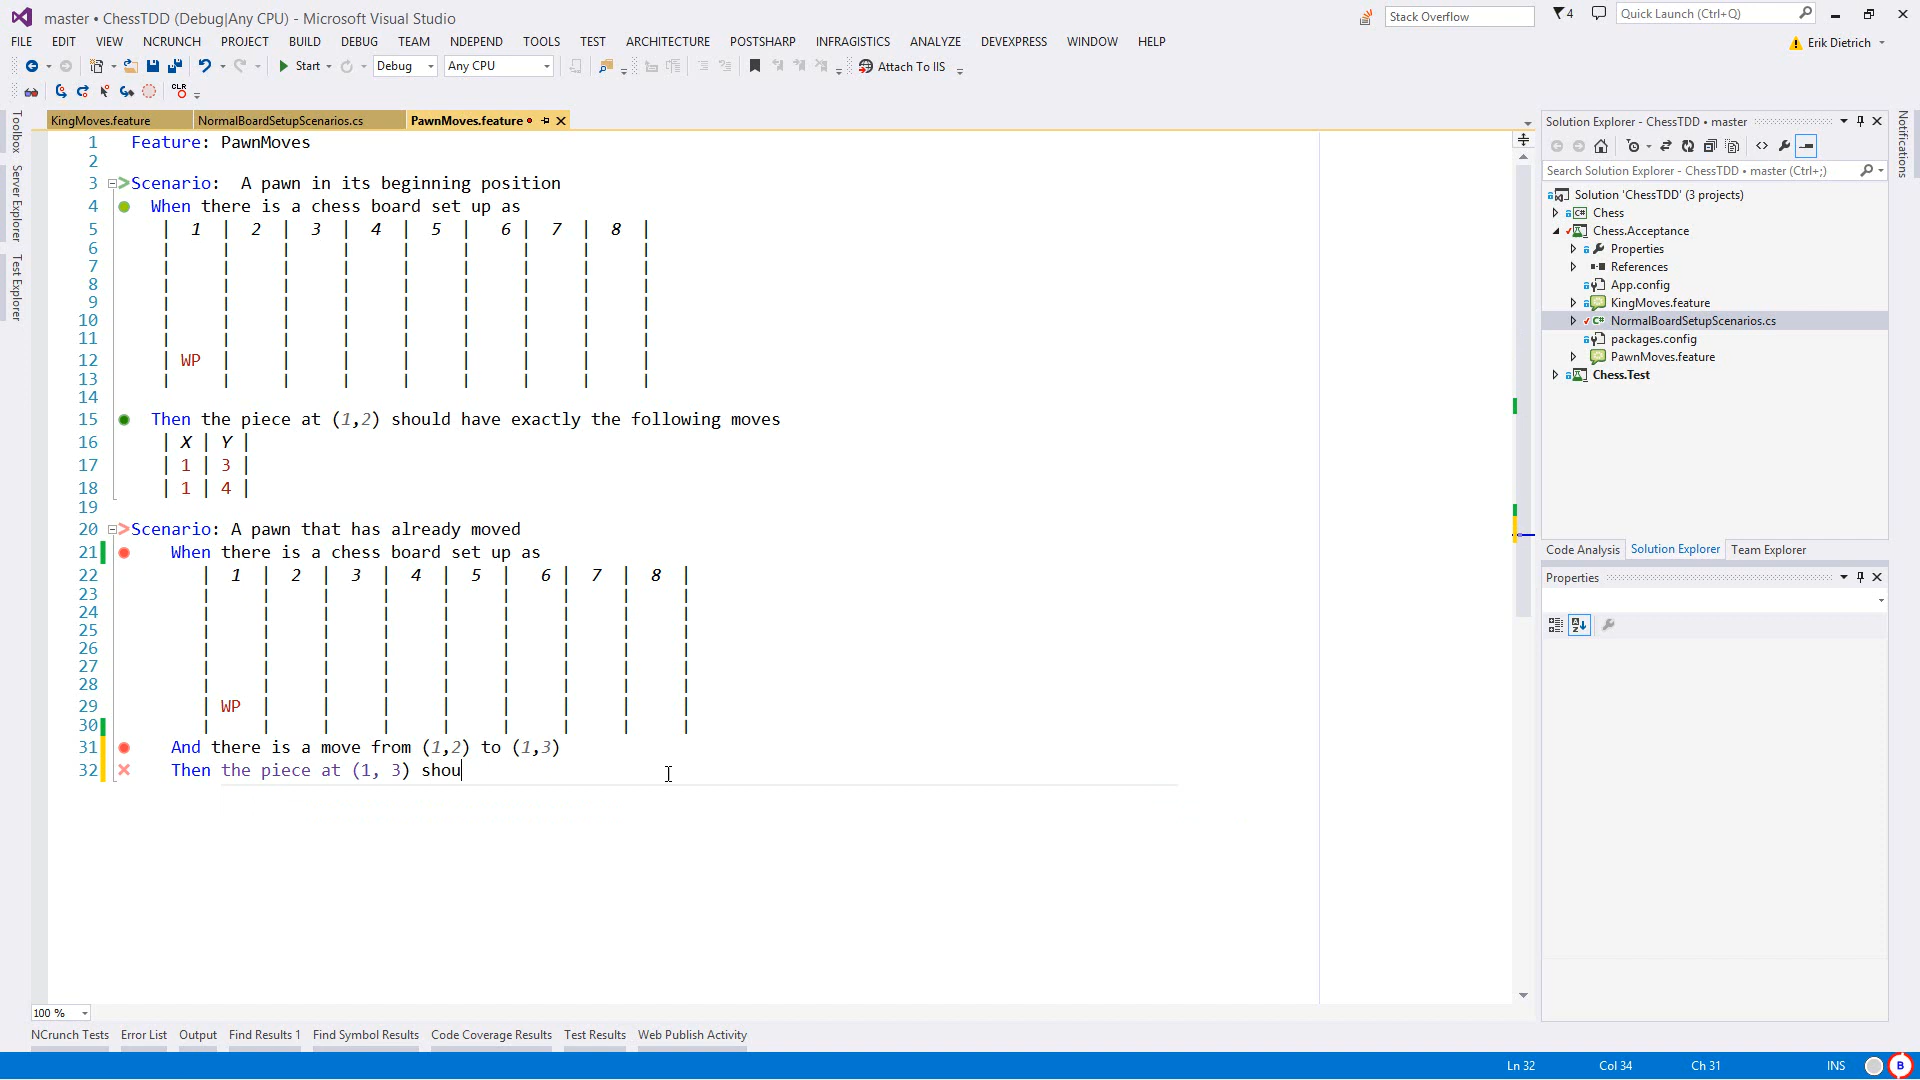 master • ChessTDD (Debug|Any CPU) - Microsoft Visual Studio
4
Stack Overflow
Quick Launch (Ctrl+Q)
FILE EDIT VIEW NCRUNCH PROJECT BUILD DEBUG TEAM NDEPEND TOOLS TEST ARCHITECTURE POSTSHARP INFRAGISTICS ANALYZE DEVEXPRESS WINDOW HELP
Erik Dietrich
Start Debug Any CPU Attach To IIS
CLR
KingMoves.feature NormalBoardSetupScenarios.cs PawnMoves.feature
Toolbox
Server Explorer
Test Explorer
1 Feature: PawnMoves
2
3 >Scenario:  A pawn in its beginning position
4 When there is a chess board set up as
5 | 1 | 2 | 3 | 4 | 5 | 6 | 7 | 8 |
6 | | | | | | | | |
7 | | | | | | | | |
8 | | | | | | | | |
9 | | | | | | | | |
10 | | | | | | | | |
11 | | | | | | | | |
12 | WP | | | | | | | |
13 | | | | | | | | |
14
15 Then the piece at (1,2) should have exactly the following moves
16 | X | Y |
17 | 1 | 3 |
18 | 1 | 4 |
19
20 >Scenario: A pawn that has already moved
21 When there is a chess board set up as
22 | 1 | 2 | 3 | 4 | 5 | 6 | 7 | 8 |
23 | | | | | | | | |
24 | | | | | | | | |
25 | | | | | | | | |
26 | | | | | | | | |
27 | | | | | | | | |
28 | | | | | | | | |
29 | WP | | | | | | | |
30 | | | | | | | | |
31 And there is a move from (1,2) to (1,3)
32 Then the piece at (1, 3) shou
Solution Explorer - ChessTDD • master
Search Solution Explorer - ChessTDD • master (Ctrl+;)
Solution 'ChessTDD' (3 projects)
Chess
Chess.Acceptance
Properties
References
App.config
KingMoves.feature
NormalBoardSetupScenarios.cs
packages.config
PawnMoves.feature
Chess.Test
Code Analysis Solution Explorer Team Explorer
Properties
Notifications
100 %
NCrunch Tests Error List Output Find Results 1 Find Symbol Results Code Coverage Results Test Results Web Publish Activity
Ln 32 Col 34 Ch 31 INS B